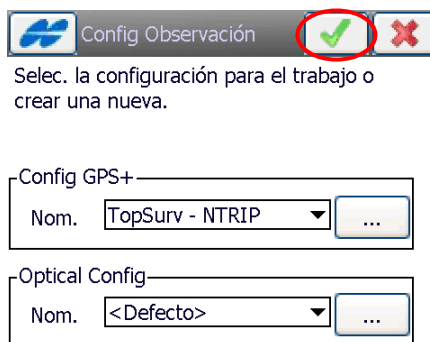 Config Observación
Selec. la configuración para el trabajo o
crear una nueva.
Config GPS+
Nom. TopSurv - NTRIP ...
Optical Config
Nom. <Defecto> ...